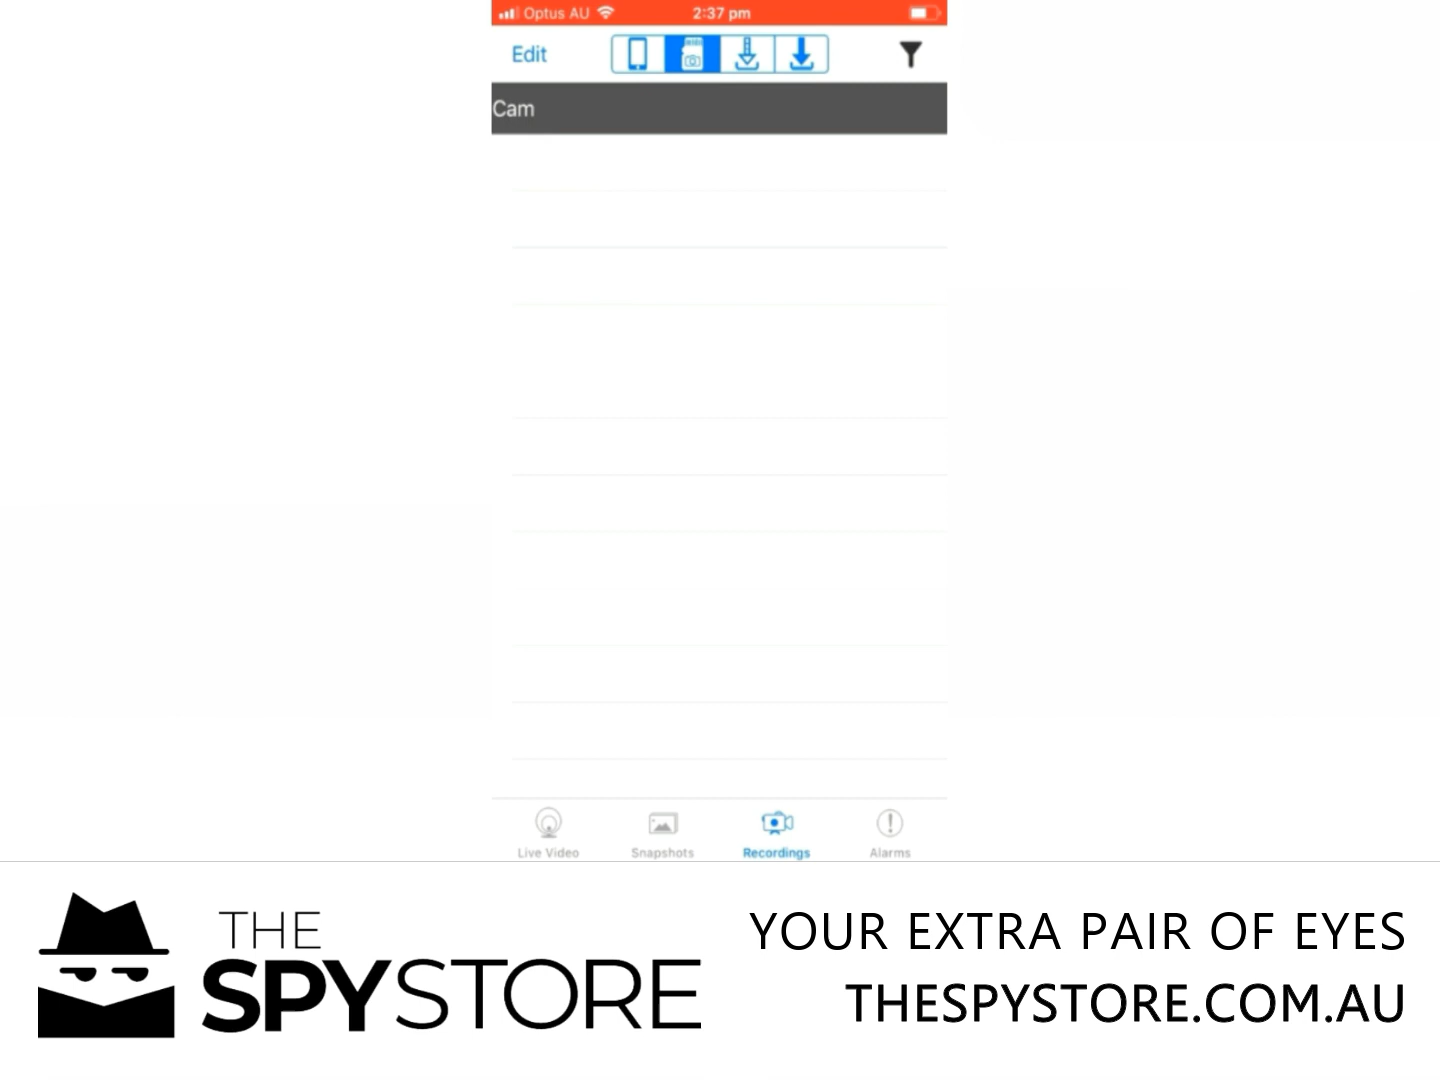 Optus AU 2:37 pm
Edit
Cam
Live Video Snapshots Recordings Alarms
THE
SPYSTORE
YOUR EXTRA PAIR OF EYES
THESPYSTORE.COM.AU